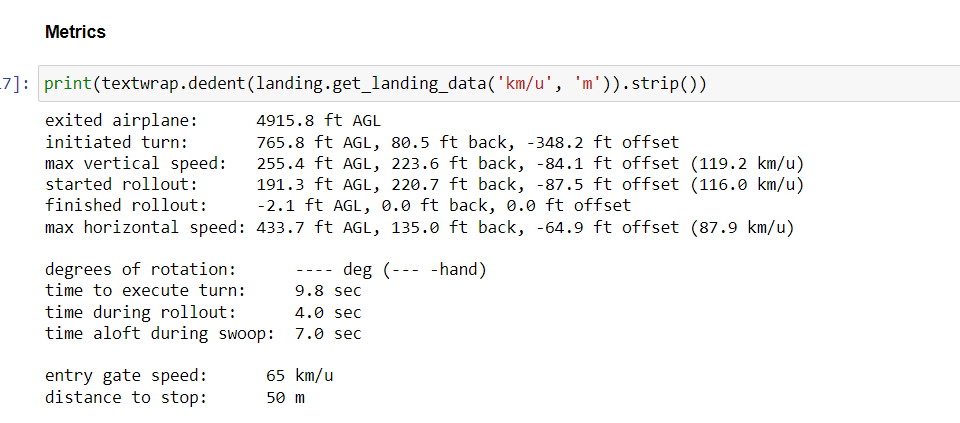 Metrics
17]: print(textwrap.dedent(landing.get_landing_data('km/u', 'm')).strip())
exited airplane: 4915.8 ft AGL
initiated turn: 765.8 ft AGL, 80.5 ft back, -348.2 ft offset
max vertical speed: 255.4 ft AGL, 223.6 ft back, -84.1 ft offset (119.2 km/u)
started rollout: 191.3 ft AGL, 220.7 ft back, -87.5 ft offset (116.0 km/u)
finished rollout: -2.1 ft AGL, 0.0 ft back, 0.0 ft offset
max horizontal speed: 433.7 ft AGL, 135.0 ft back, -64.9 ft offset (87.9 km/u)
degrees of rotation: ---- deg (--- -hand)
time to execute turn: 9.8 sec
time during rollout: 4.0 sec
time aloft during swoop: 7.0 sec
entry gate speed: 65 km/u
distance to stop: 50 m